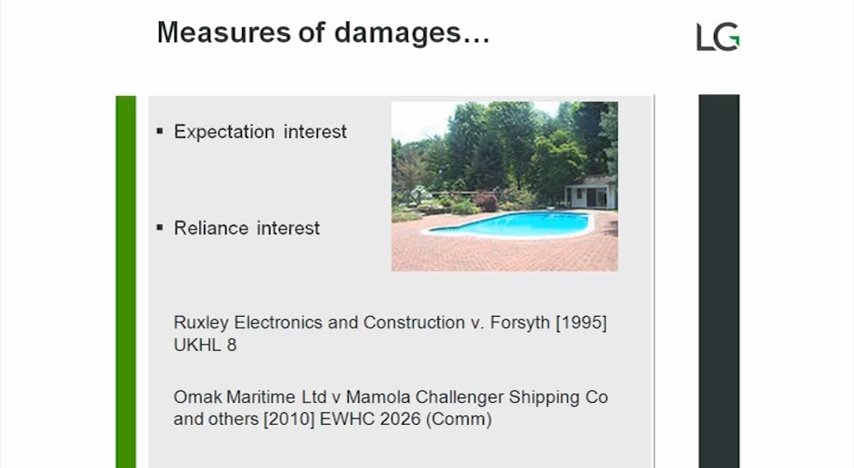 Measures of damages...
LG
▪ Expectation interest
▪ Reliance interest
Ruxley Electronics and Construction v. Forsyth [1995]
UKHL 8
Omak Maritime Ltd v Mamola Challenger Shipping Co
and others [2010] EWHC 2026 (Comm)